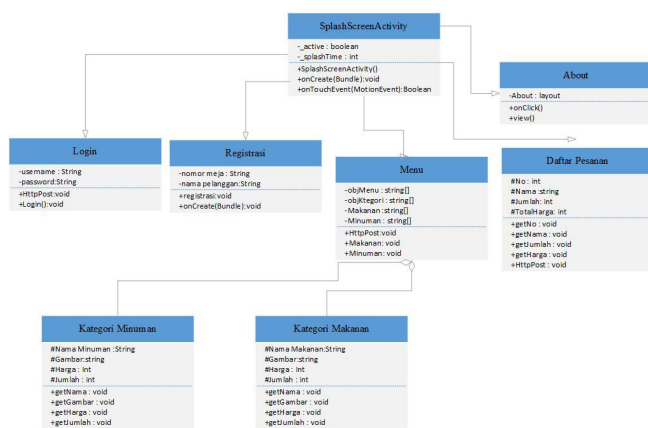 SplashScreenActivity
-_active : boolean
-_splashTime : int
+SplashScreenActivity()
+onCreate(Bundle):void
+onTouchEvent(MotionEvent):Boolean
About
-About : layout
+onClick()
+view()
Login
-username : String
-password:String
+HttpPost:void
+Login():void
Registrasi
-nomor meja : String
-nama pelanggan:String
+registrasi:void
+onCreate(Bundle):void
Menu
-objMenu : string[]
-objKtegori : string[]
-Makanan :string[]
-Minuman : string[]
+HttpPost:void
+Makanan: void
+Minuman: void
Daftar Pesanan
#No : int
#Nama :string
#Jumlah: int
#TotalHarga: int
+getNo : void
+getNama : void
+getJumlah : void
+getHarga : void
+HttpPost : void
Kategori Minuman
#Nama Minuman :String
#Gambar:string
#Harga : int
#Jumlah : int
+getNama : void
+getGambar : void
+getHarga : void
+getJumlah : void
Kategori Makanan
#Nama Makanan:String
#Gambar:string
#Harga : int
#Jumlah : int
+getNama : void
+getGambar : void
+getHarga : void
+getJumlah : void